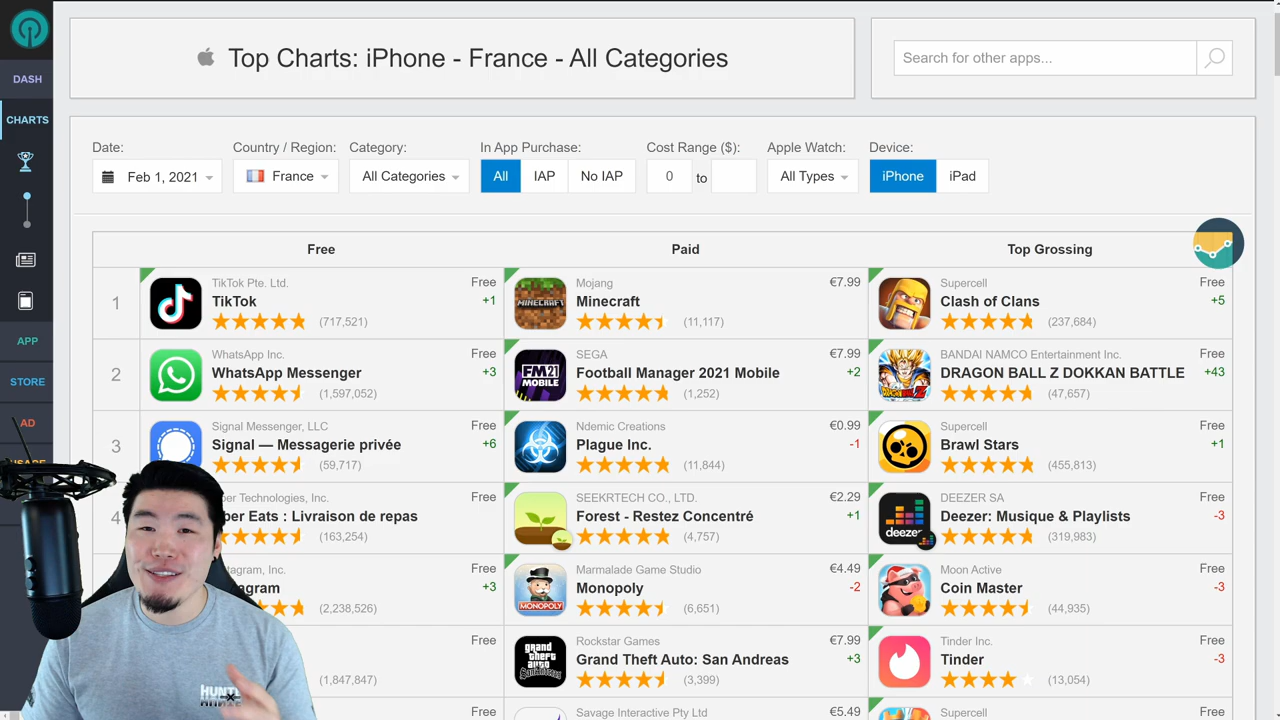 Top Charts: iPhone - France - All Categories
Search for other apps...
DASH
CHARTS
APP
STORE
AD
Date:
Country / Region:
Category:
In App Purchase:
Cost Range ($):
Apple Watch:
Device:
Feb 1, 2021
France
All Categories
All
IAP
No IAP
0
to
All Types
iPhone
iPad
Free
Paid
Top Grossing
1
TikTok Pte. Ltd.
Free
TikTok
+1
(717,521)
Mojang
€7.99
Minecraft
MINECRAFT
(11,117)
Supercell
Free
Clash of Clans
+5
(237,684)
2
WhatsApp Inc.
Free
WhatsApp Messenger
+3
(1,597,052)
SEGA
€7.99
FM21
MOBILE
Football Manager 2021 Mobile
+2
(1,252)
BANDAI NAMCO Entertainment Inc.
Free
DRAGON BALL Z DOKKAN BATTLE
+43
(47,657)
3
Signal Messenger, LLC
Free
Signal — Messagerie privée
+6
(59,717)
Ndemic Creations
€0.99
Plague Inc.
-1
(11,844)
Supercell
Free
Brawl Stars
+1
(455,813)
4
Technologies, Inc.
Free
Eats : Livraison de repas
(163,254)
SEEKRTECH CO., LTD.
€2.29
Forest - Restez Concentré
+1
(4,757)
DEEZER SA
Free
deezer
Deezer: Musique & Playlists
-3
(319,983)
Inc.
Free
+3
(2,238,526)
Marmalade Game Studio
€4.49
MONOPOLY
Monopoly
-2
(6,651)
Moon Active
Free
Coin Master
-3
(44,935)
Free
(1,847,847)
Rockstar Games
€7.99
grand
theft
auto
Grand Theft Auto: San Andreas
+3
(3,399)
Tinder Inc.
Free
Tinder
-3
(13,054)
Free
Savage Interactive Pty Ltd
€5.49
Supercell
Free